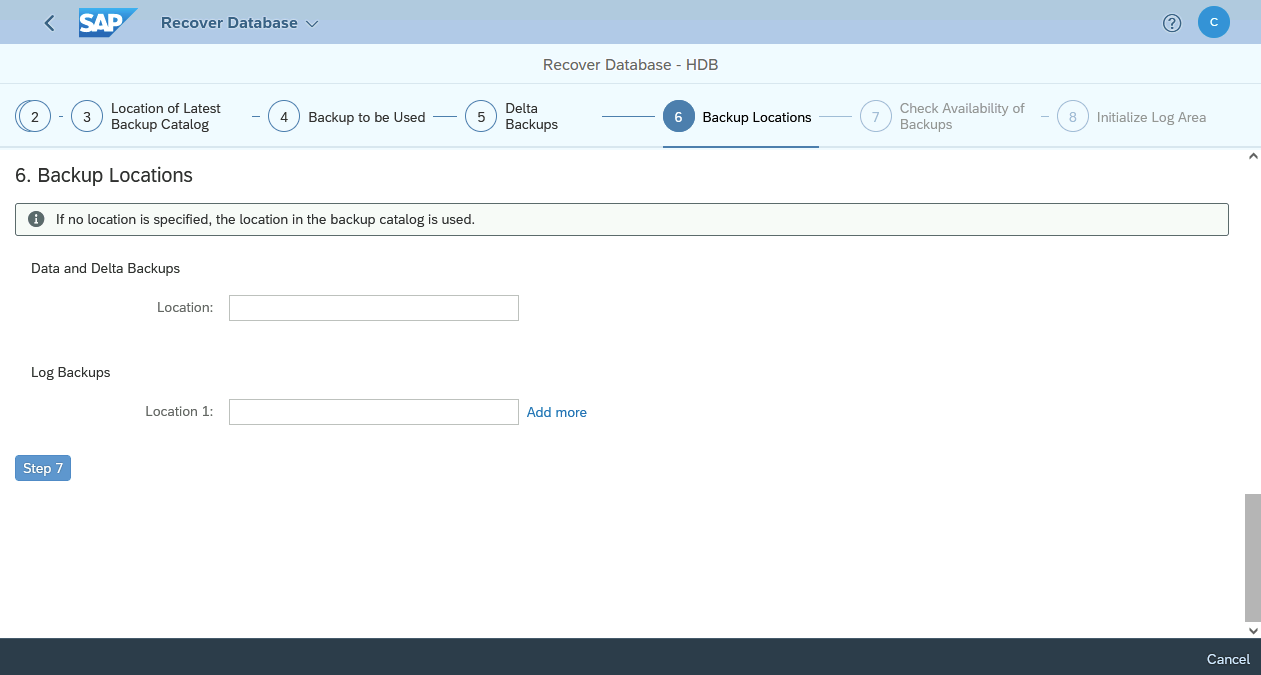 SAP Recover Database
C
Recover Database - HDB
2
3
Location of Latest
Backup Catalog
4
Backup to be Used
5
Delta
Backups
6
Backup Locations
7
Check Availability of
Backups
8
Initialize Log Area
6. Backup Locations
If no location is specified, the location in the backup catalog is used.
Data and Delta Backups
Location:
Log Backups
Location 1:
Add more
Step 7
Cancel